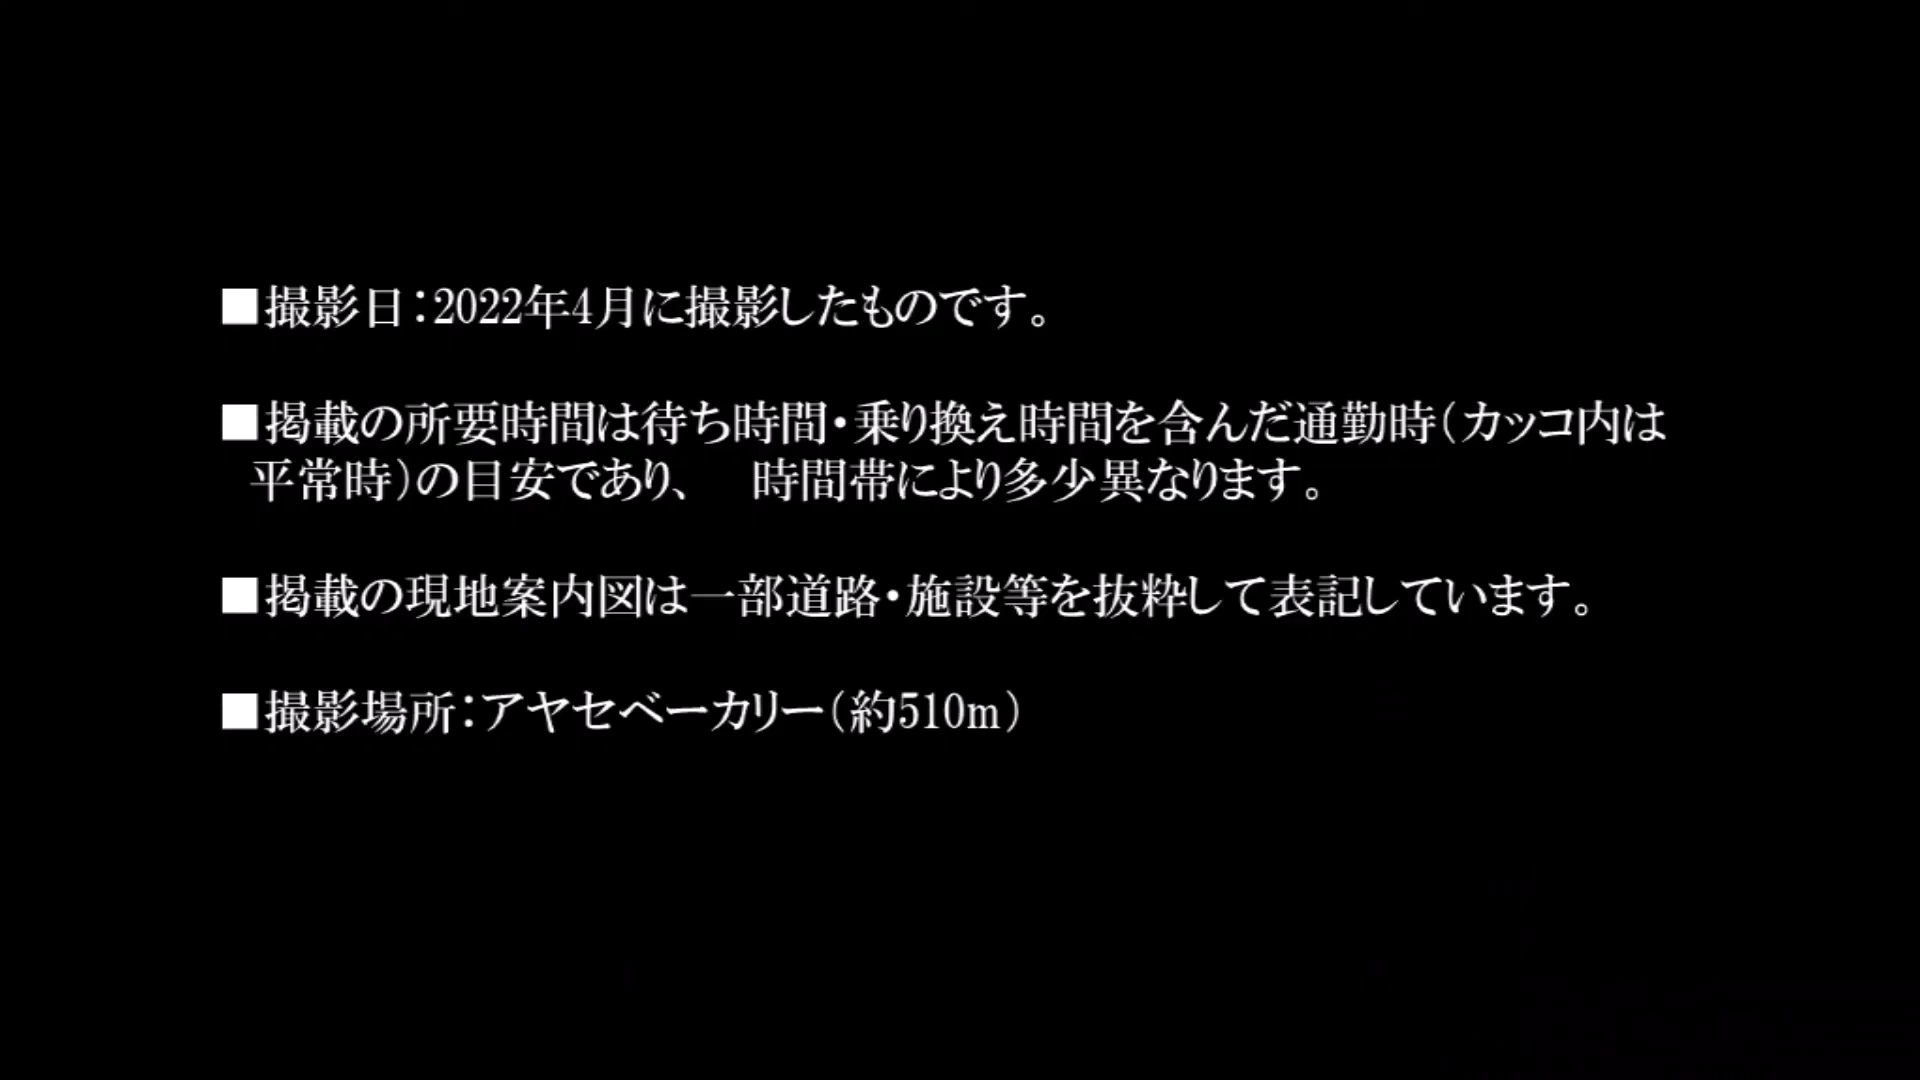 ■撮影日：2022年4月に撮影したものです。
■掲載の所要時間は待ち時間・乗り換え時間を含んだ通勤時（カッコ内は
平常時）の目安であり、　時間帯により多少異なります。
■掲載の現地案内図は一部道路・施設等を抜粋して表記しています。
■撮影場所：アヤセベーカリー（約510m）